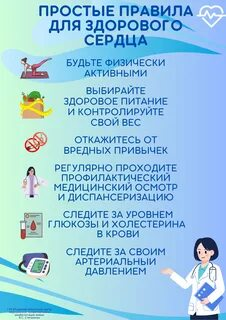 ПРОСТЫЕ ПРАВИЛА
ДЛЯ ЗДОРОВОГО
СЕРДЦА
БУДЬТЕ ФИЗИЧЕСКИ
АКТИВНЫМИ
ВЫБИРАЙТЕ
ЗДОРОВОЕ ПИТАНИЕ
И КОНТРОЛИРУЙТЕ
СВОЙ ВЕС
ОТКАЖИТЕСЬ ОТ
ВРЕДНЫХ ПРИВЫЧЕК
РЕГУЛЯРНО ПРОХОДИТЕ
ПРОФИЛАКТИЧЕСКИЙ
МЕДИЦИНСКИЙ ОСМОТР
И ДИСПАНСЕРИЗАЦИЮ
СЛЕДИТЕ ЗА УРОВНЕМ
ГЛЮКОЗЫ И ХОЛЕСТЕРИНА
В КРОВИ
СЛЕДИТЕ ЗА СВОИМ
АРТЕРИАЛЬНЫМ
ДАВЛЕНИЕМ